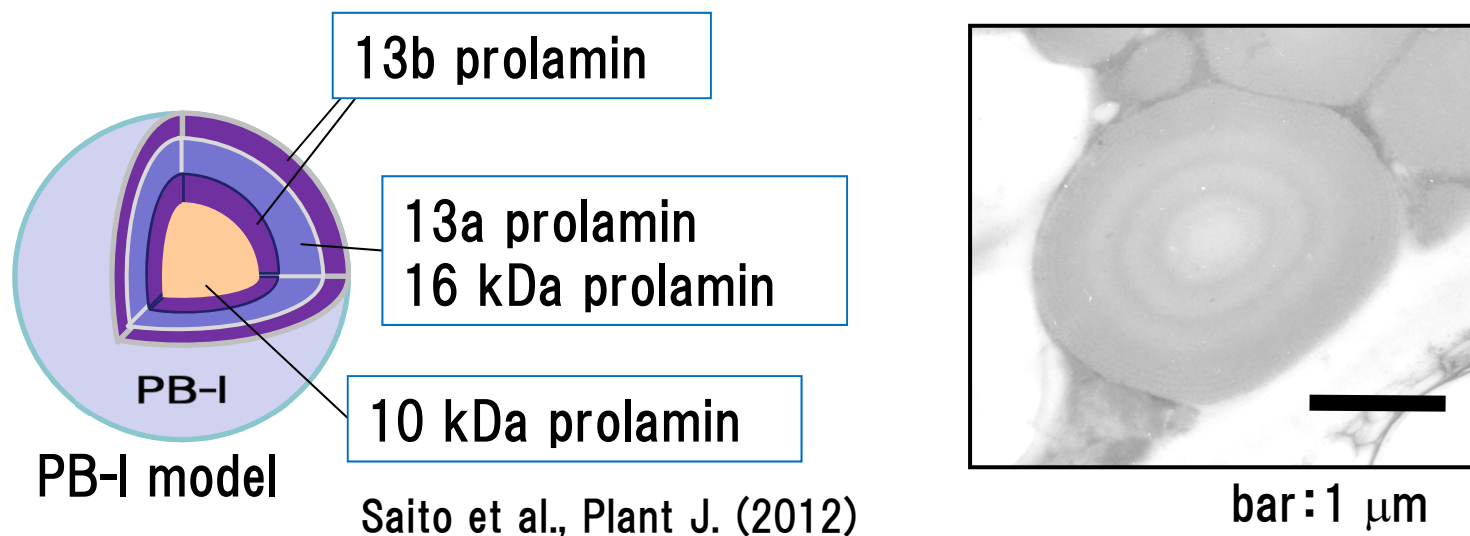 13b prolamin
13a prolamin
16 kDa prolamin
PB-I
10 kDa prolamin
PB-I model
Saito et al., Plant J. (2012)
bar:1 μm